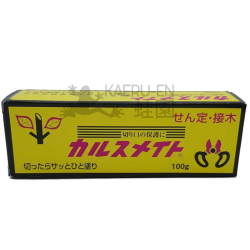 KAERU EN
蛙園
せん定・接木
切り口の保護に
カルスメイト®
切ったらサッとひと塗り
100g